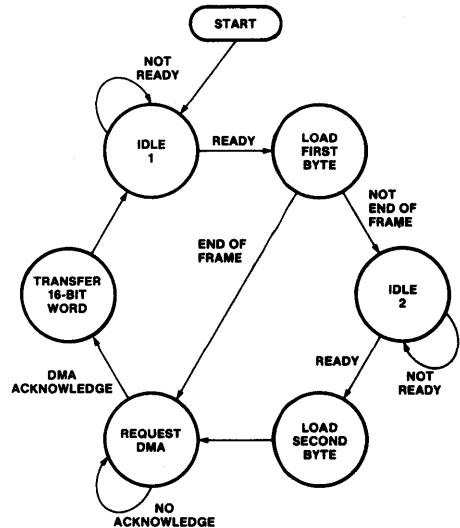 START
NOT
READY
IDLE
1
READY
LOAD
FIRST
BYTE
NOT
END OF
FRAME
END OF
FRAME
TRANSFER
16-BIT
WORD
IDLE
2
DMA
ACKNOWLEDGE
READY
NOT
READY
REQUEST
DMA
LOAD
SECOND
BYTE
NO
ACKNOWLEDGE